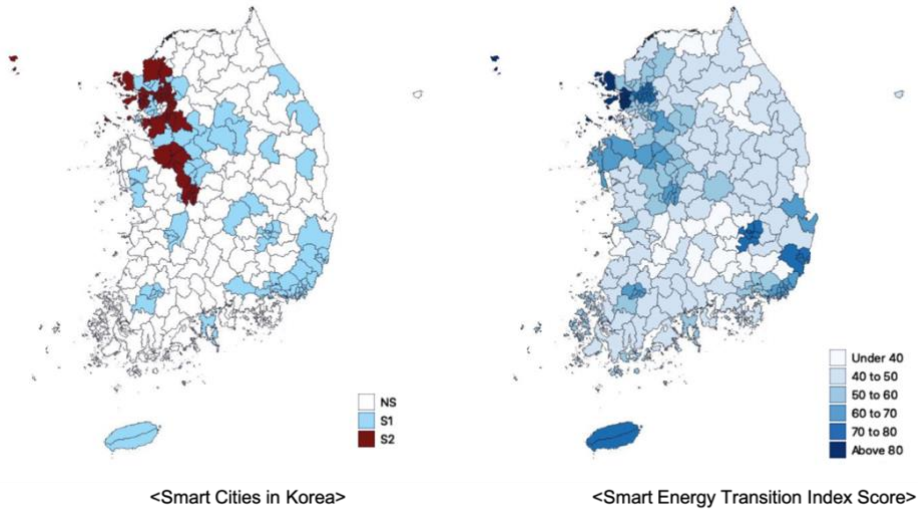 NS
S1
S2
Under 40
40 to 50
50 to 60
60 to 70
70 to 80
Above 80
<Smart Cities in Korea>
<Smart Energy Transition Index Score>